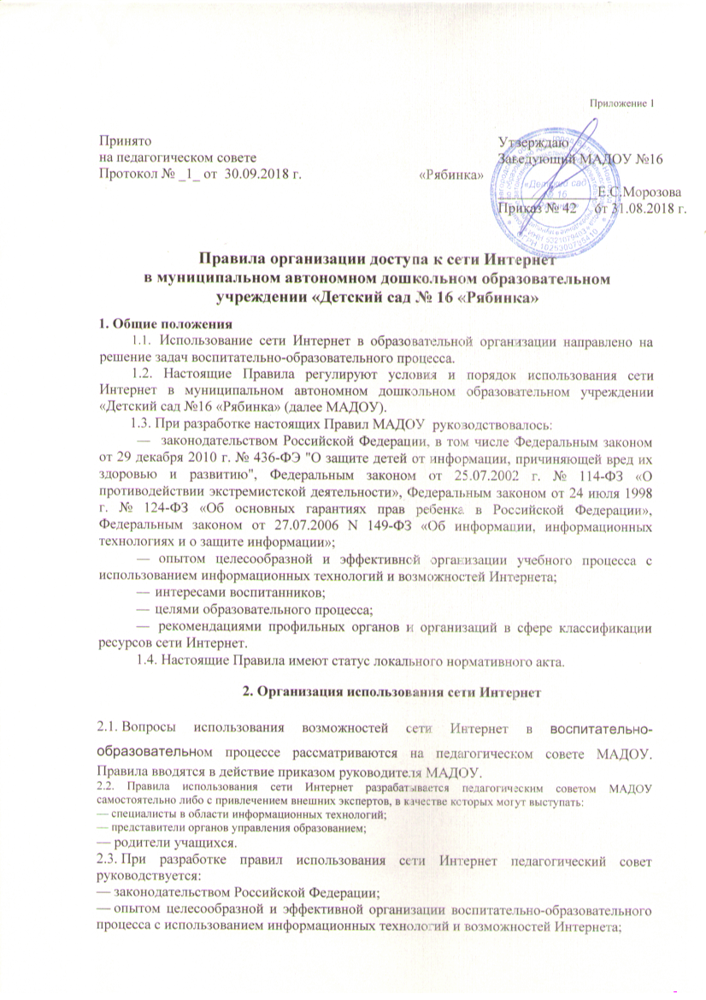 Приложение 1
Принято
на педагогическом совете
Протокол № _1_ от 30.09.2018 г.
Утверждаю
Заведующий МАДОУ №16
«Рябинка»
Е.С.Морозова
Приказ № 42 от 31.08.2018 г.
«Детский сад
№ 16
ИНН 5321079403
ОГРН 1025300795410
Правила организации доступа к сети Интернет
в муниципальном автономном дошкольном образовательном
учреждении «Детский сад № 16 «Рябинка»
1. Общие положения
1.1. Использование сети Интернет в образовательной организации направлено на
решение задач воспитательно-образовательного процесса.
1.2. Настоящие Правила регулируют условия и порядок использования сети
Интернет в муниципальном автономном дошкольном образовательном учреждении
«Детский сад №16 «Рябинка» (далее МАДОУ).
1.3. При разработке настоящих Правил МАДОУ руководствовалось:
— законодательством Российской Федерации, в том числе Федеральным законом
от 29 декабря 2010 г. № 436-ФЭ "О защите детей от информации, причиняющей вред их
здоровью и развитию", Федеральным законом от 25.07.2002 г. № 114-ФЗ «О
противодействии экстремистской деятельности», Федеральным законом от 24 июля 1998
г. № 124-ФЗ «Об основных гарантиях прав ребенка в Российской Федерации»,
Федеральным законом от 27.07.2006 N 149-ФЗ «Об информации, информационных
технологиях и о защите информации»;
— опытом целесообразной и эффективной организации учебного процесса с
использованием информационных технологий и возможностей Интернета;
— интересами воспитанников;
— целями образовательного процесса;
— рекомендациями профильных органов и организаций в сфере классификации
ресурсов сети Интернет.
1.4. Настоящие Правила имеют статус локального нормативного акта.
2. Организация использования сети Интернет
2.1. Вопросы использования возможностей сети Интернет в воспитательно-
образовательном процессе рассматриваются на педагогическом совете МАДОУ.
Правила вводятся в действие приказом руководителя МАДОУ.
2.2. Правила использования сети Интернет разрабатывается педагогическим советом МАДОУ
самостоятельно либо с привлечением внешних экспертов, в качестве которых могут выступать:
— специалисты в области информационных технологий;
— представители органов управления образованием;
— родители учащихся.
2.3. При разработке правил использования сети Интернет педагогический совет
руководствуется:
— законодательством Российской Федерации;
— опытом целесообразной и эффективной организации воспитательно-образовательного
процесса с использованием информационных технологий и возможностей Интернета;